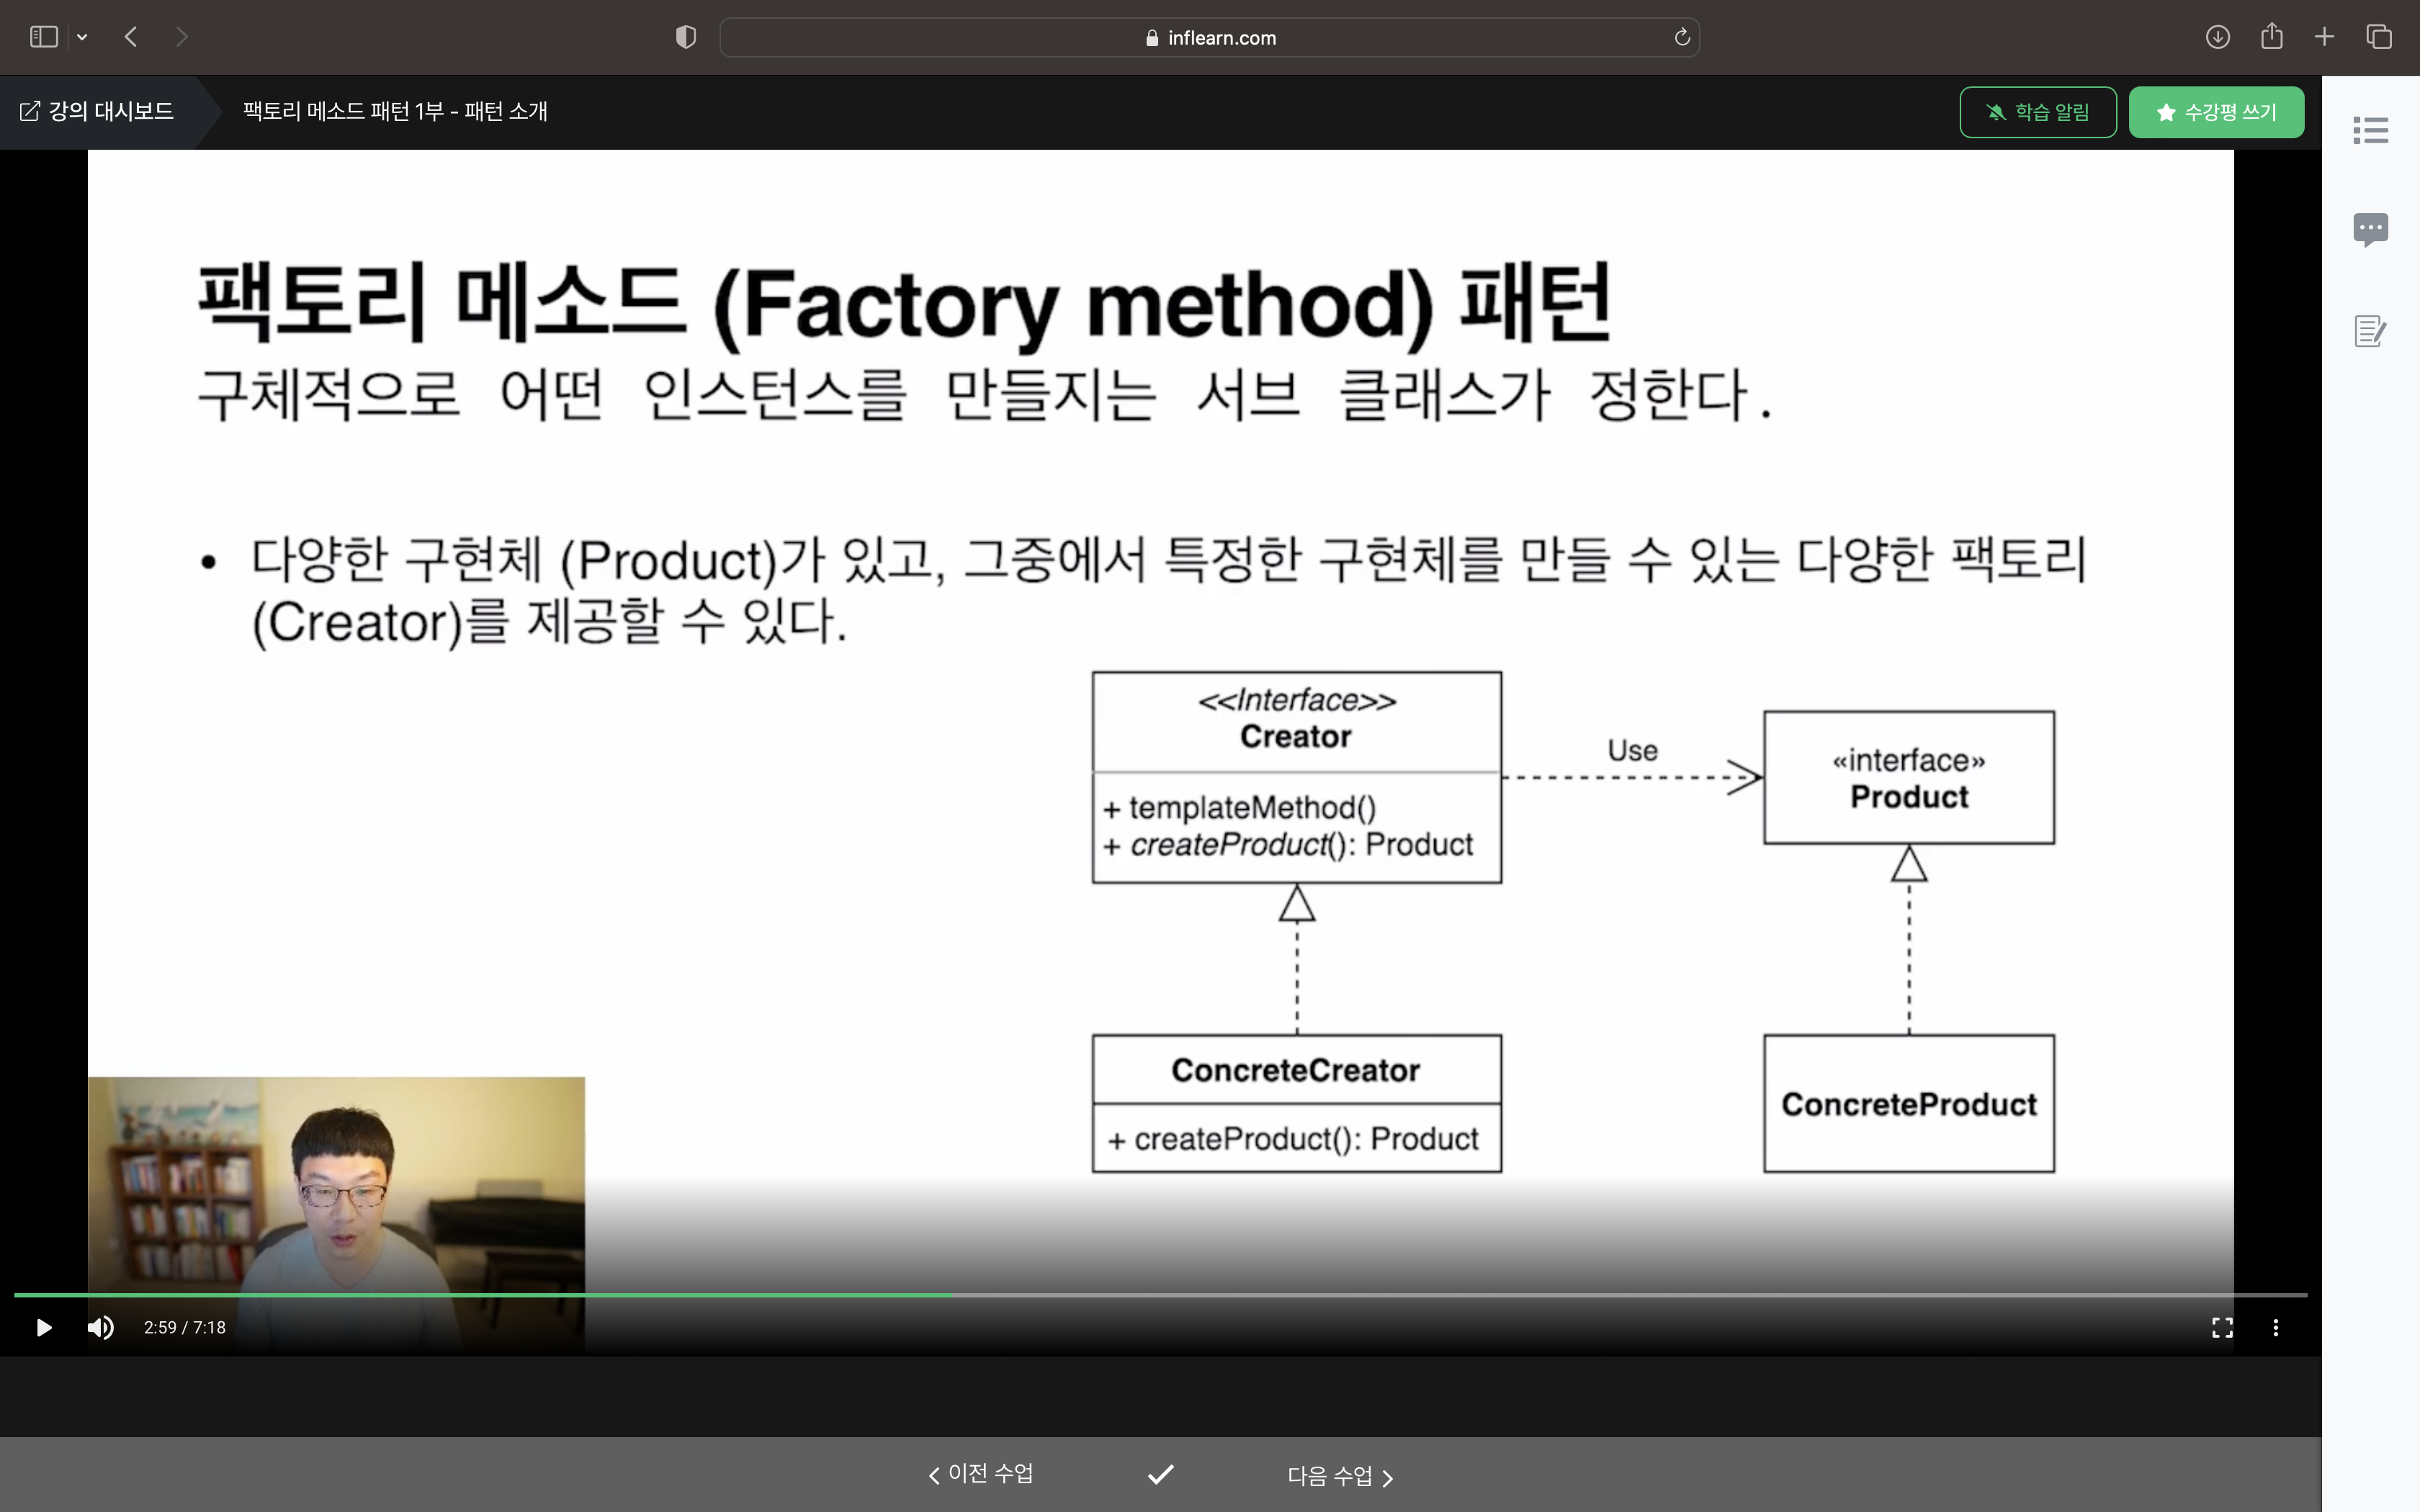 inflearn.com
강의 대시보드
팩토리 메소드 패턴 1부 - 패턴 소개
학습 알림
수강평 쓰기
팩토리 메소드 (Factory method) 패턴
구체적으로 어떤 인스턴스를 만들지는 서브 클래스가 정한다.
• 다양한 구현체 (Product)가 있고, 그중에서 특정한 구현체를 만들 수 있는 다양한 팩토리
(Creator)를 제공할 수 있다.
<<Interface>>
Creator
+ templateMethod()
+ createProduct(): Product
Use
«interface»
Product
ConcreteCreator
+ createProduct(): Product
ConcreteProduct
2:59 / 7:18
이전 수업
다음 수업